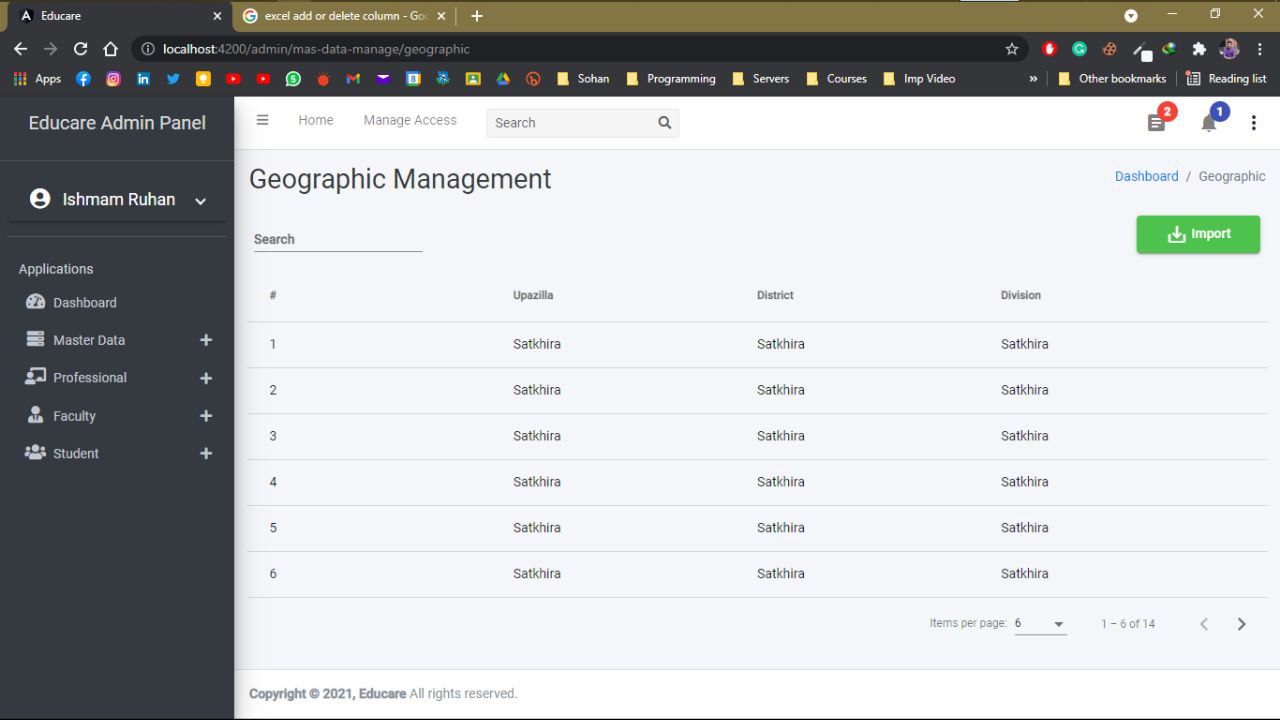 Educare
excel add or delete column - Goo
localhost:4200/admin/mas-data-manage/geographic
Apps
Sohan
Programming
Servers
Courses
Imp Video
»
Other bookmarks
Reading list
Educare Admin Panel
Home
Manage Access
Search
2
1
Ishmam Ruhan
Geographic Management
Dashboard / Geographic
Search
Import
Applications
Dashboard
Master Data
Professional
Faculty
Student
# Upazilla District Division
1 Satkhira Satkhira Satkhira
2 Satkhira Satkhira Satkhira
3 Satkhira Satkhira Satkhira
4 Satkhira Satkhira Satkhira
5 Satkhira Satkhira Satkhira
6 Satkhira Satkhira Satkhira
Items per page: 6 1 – 6 of 14
Copyright © 2021, Educare All rights reserved.